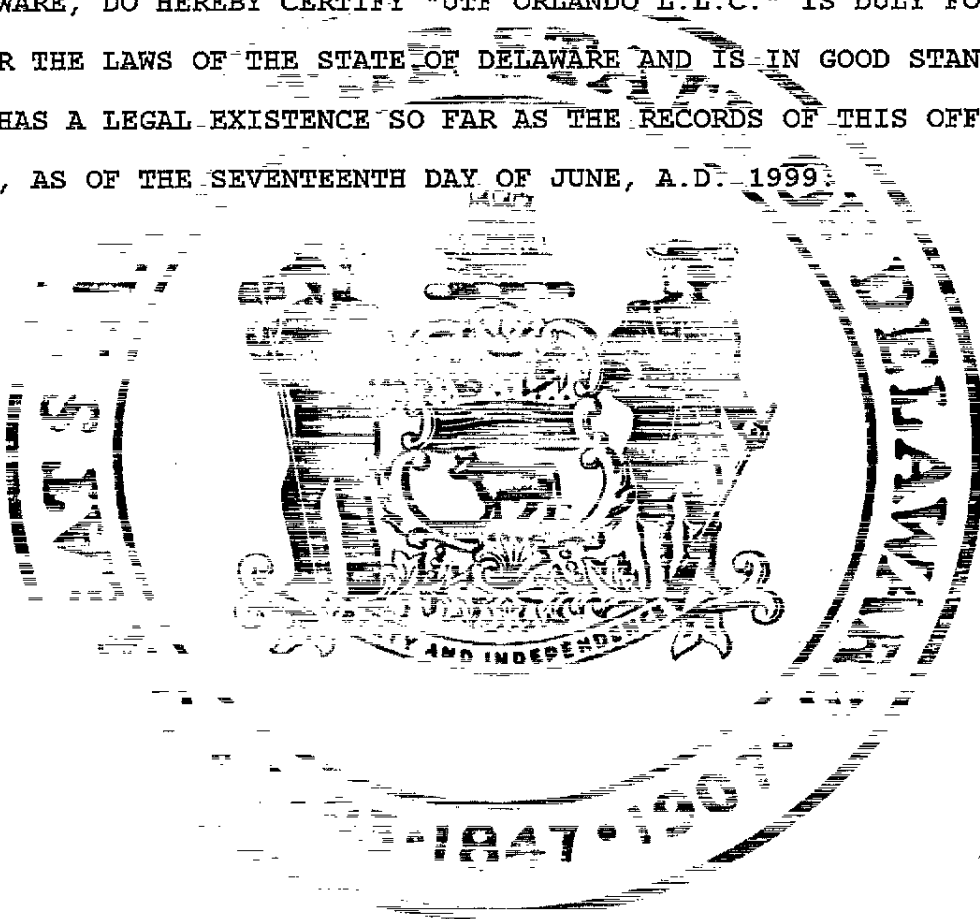 WARE, DO HEREBY CERTIFY "UTF ORLANDO L.L.C." IS DULY FO
R THE LAWS OF THE STATE OF DELAWARE AND IS IN GOOD STAN
HAS A LEGAL EXISTENCE SO FAR AS THE RECORDS OF THIS OFF
, AS OF THE SEVENTEENTH DAY OF JUNE, A.D. 1999.
DELAWARE
AND INDEPENDENCE
1847 • 1907